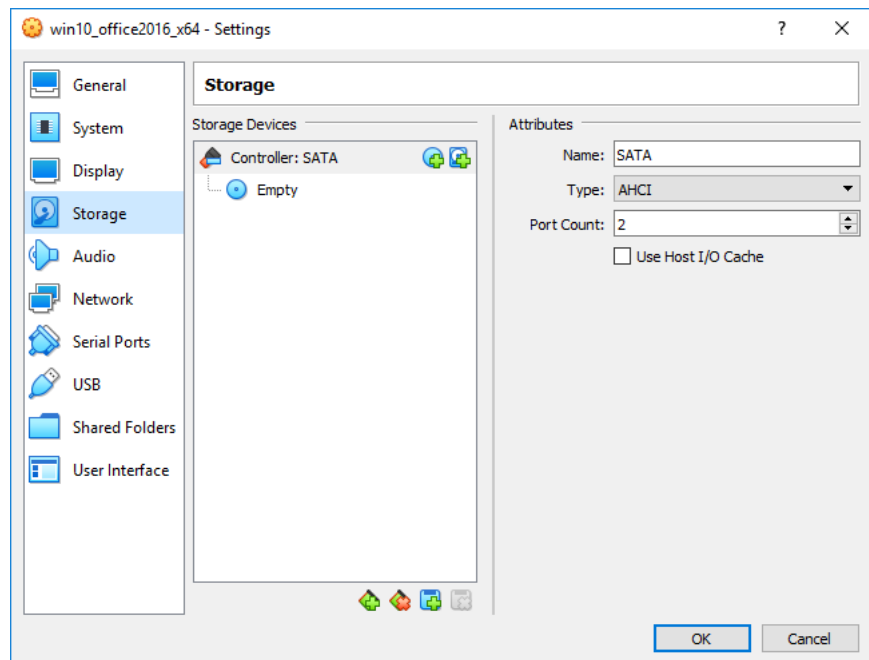 win10_office2016_x64 - Settings
?
General
System
Display
Storage
Audio
Network
Serial Ports
USB
Shared Folders
User Interface
Storage
Storage Devices
Controller: SATA
Empty
Attributes
Name: SATA
Type: AHCI
Port Count: 2
Use Host I/O Cache
OK
Cancel